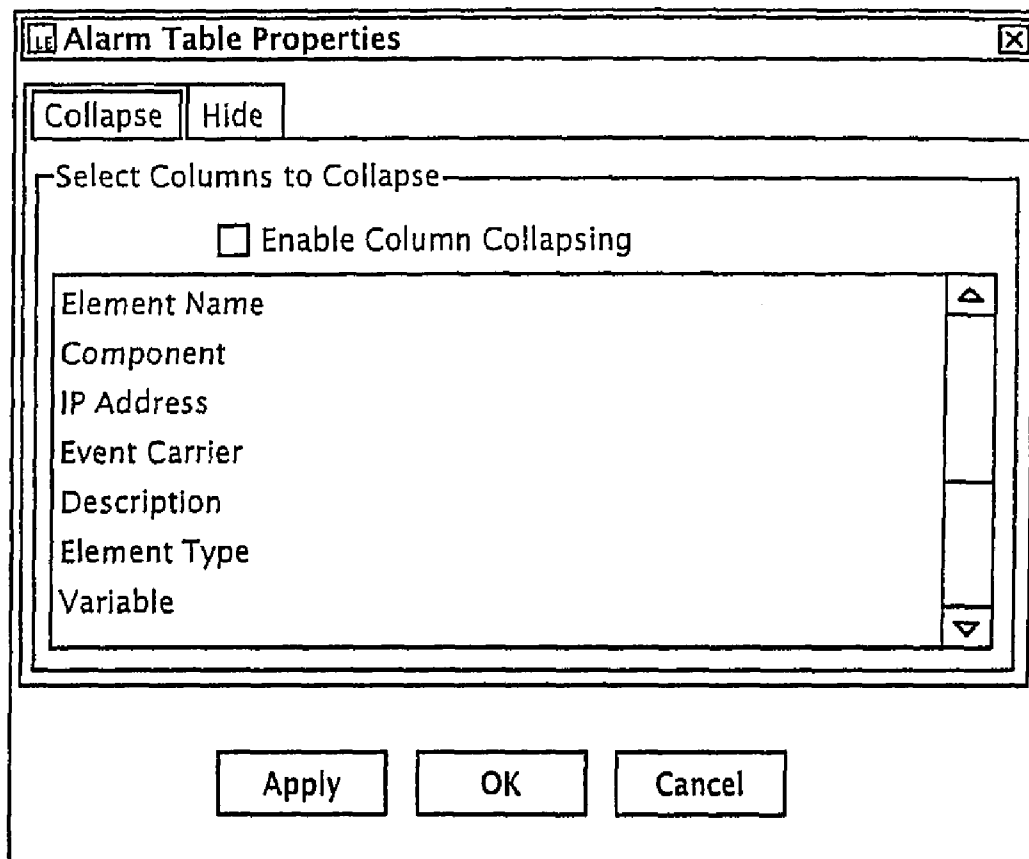 LE Alarm Table Properties
Collapse Hide
Select Columns to Collapse
Enable Column Collapsing
Element Name
Component
IP Address
Event Carrier
Description
Element Type
Variable
Apply OK Cancel